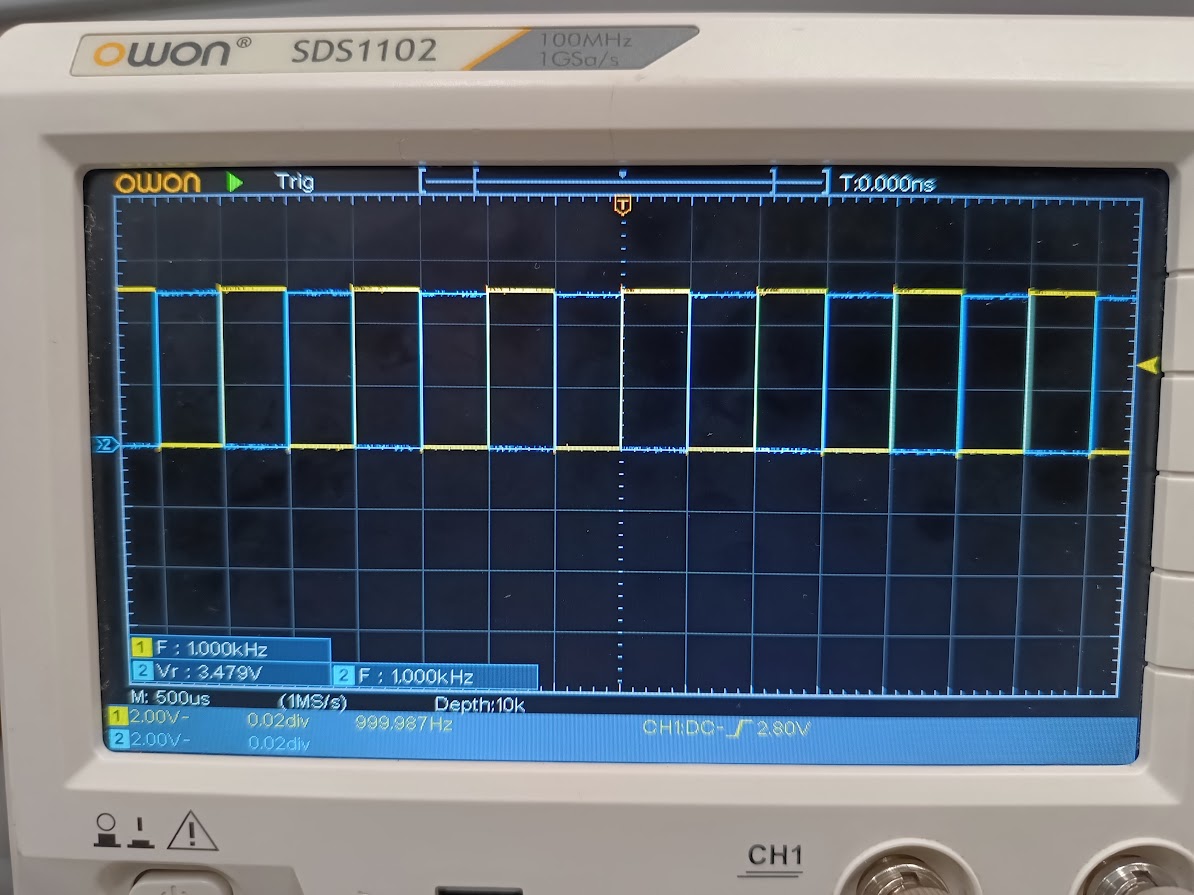 owon® SDS1102 100MHz
1GSa/s
owon Trig T:0.000ns
T
2
1 F : 1.000kHz
2 Vr : 3.479V 2 F : 1.000kHz
M: 500us (1MS/s) Depth:10k
1 2.00V- 0.02div 999.987Hz CH1:DC- 2.80V
2 2.00V- 0.02div
CH1